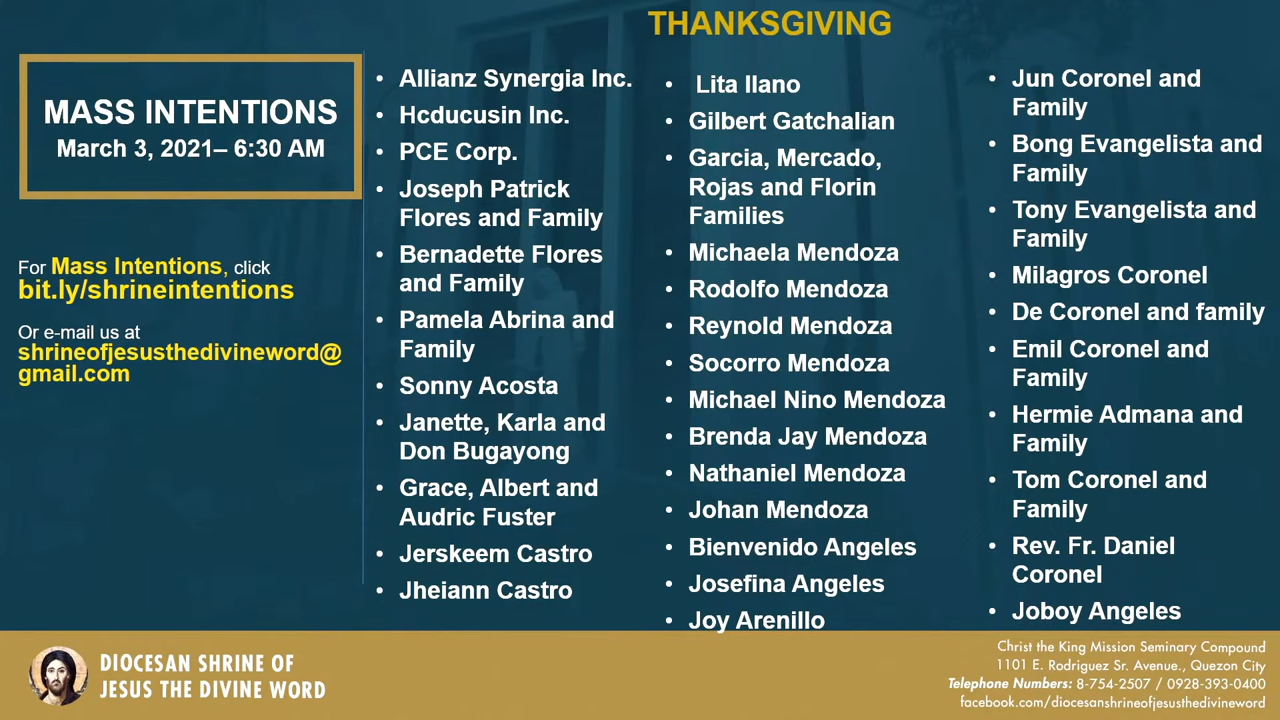 THANKSGIVING
MASS INTENTIONS
March 3, 2021– 6:30 AM
For Mass Intentions, click
bit.ly/shrineintentions
Or e-mail us at
shrineofjesusthedivineword@
gmail.com
• Allianz Synergia Inc.
• Hcducusin Inc.
• PCE Corp.
• Joseph Patrick
Flores and Family
• Bernadette Flores
and Family
• Pamela Abrina and
Family
• Sonny Acosta
• Janette, Karla and
Don Bugayong
• Grace, Albert and
Audric Fuster
• Jerskeem Castro
• Jheiann Castro
• Lita Ilano
• Gilbert Gatchalian
• Garcia, Mercado,
Rojas and Florin
Families
• Michaela Mendoza
• Rodolfo Mendoza
• Reynold Mendoza
• Socorro Mendoza
• Michael Nino Mendoza
• Brenda Jay Mendoza
• Nathaniel Mendoza
• Johan Mendoza
• Bienvenido Angeles
• Josefina Angeles
• Joy Arenillo
• Jun Coronel and
Family
• Bong Evangelista and
Family
• Tony Evangelista and
Family
• Milagros Coronel
• De Coronel and family
• Emil Coronel and
Family
• Hermie Admana and
Family
• Tom Coronel and
Family
• Rev. Fr. Daniel
Coronel
• Joboy Angeles
DIOCESAN SHRINE OF
JESUS THE DIVINE WORD
Christ the King Mission Seminary Compound
1101 E. Rodriguez Sr. Avenue., Quezon City
Telephone Numbers: 8-754-2507 / 0928-393-0400
facebook.com/diocesanshrineofjesusthedivineword